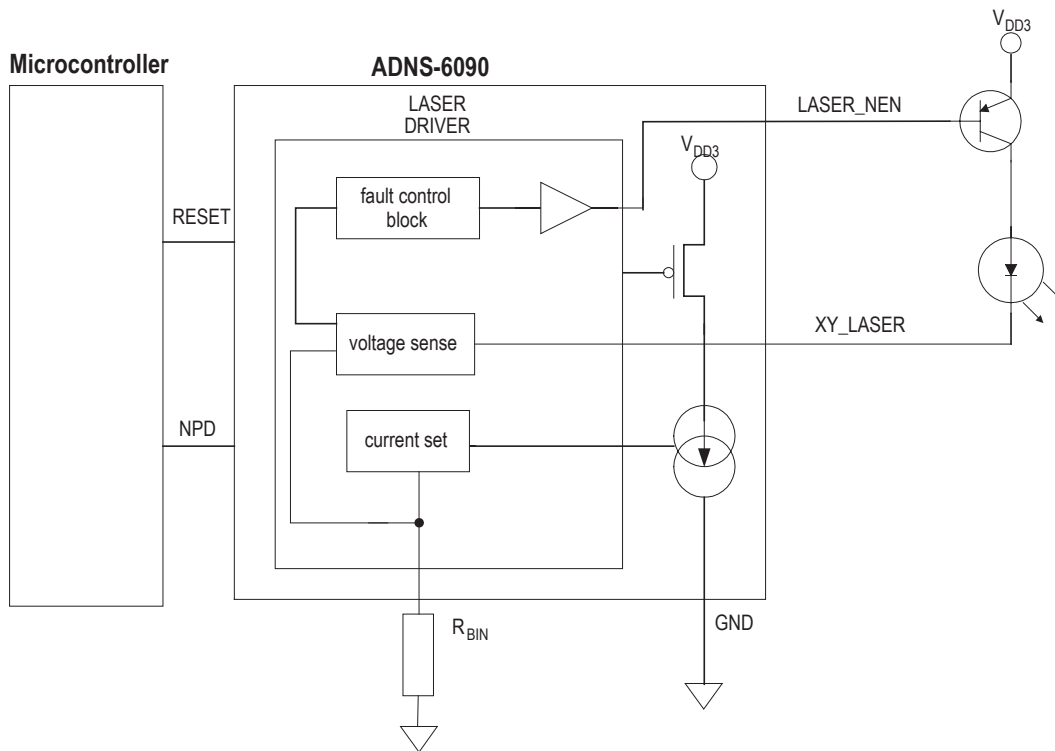 Microcontroller
ADNS-6090
LASER
DRIVER
fault control
block
voltage sense
current set
RESET
NPD
VDD3
LASER_NEN
VDD3
XY_LASER
RBIN
GND